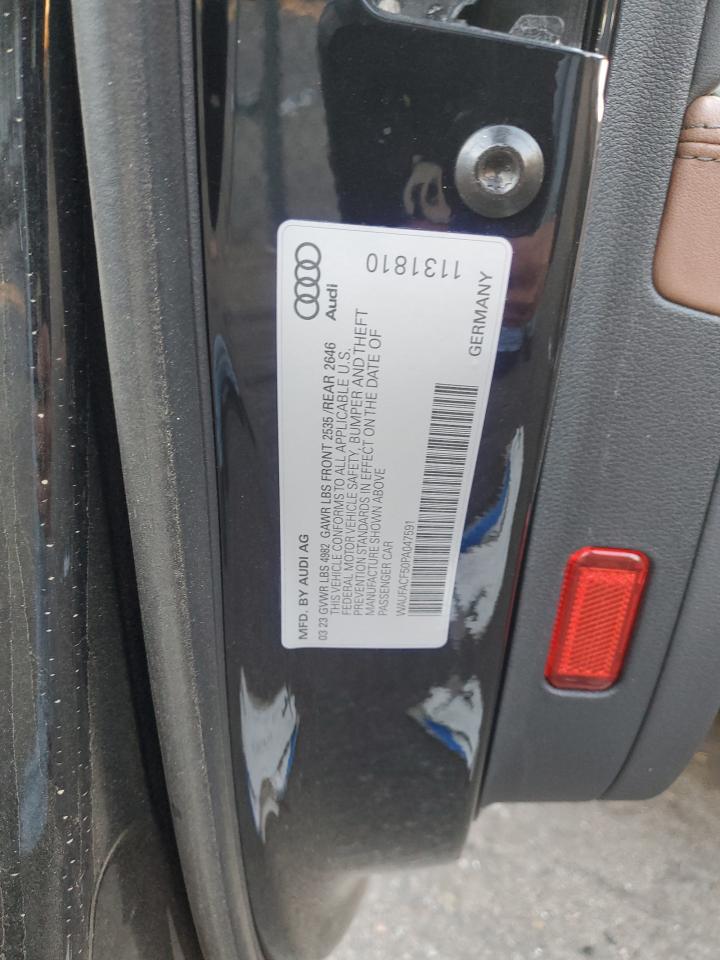 MFD. BY AUDI AG
Audi
03 23 GVWR LBS 4982 GAWR LBS FRONT 2535 /REAR 2646
THIS VEHICLE CONFORMS TO ALL APPLICABLE U.S.
FEDERAL MOTOR VEHICLE SAFETY, BUMPER AND THEFT
PREVENTION STANDARDS IN EFFECT ON THE DATE OF
MANUFACTURE SHOWN ABOVE
PASSENGER CAR
WAUFACF50PA047591
GERMANY
1131810